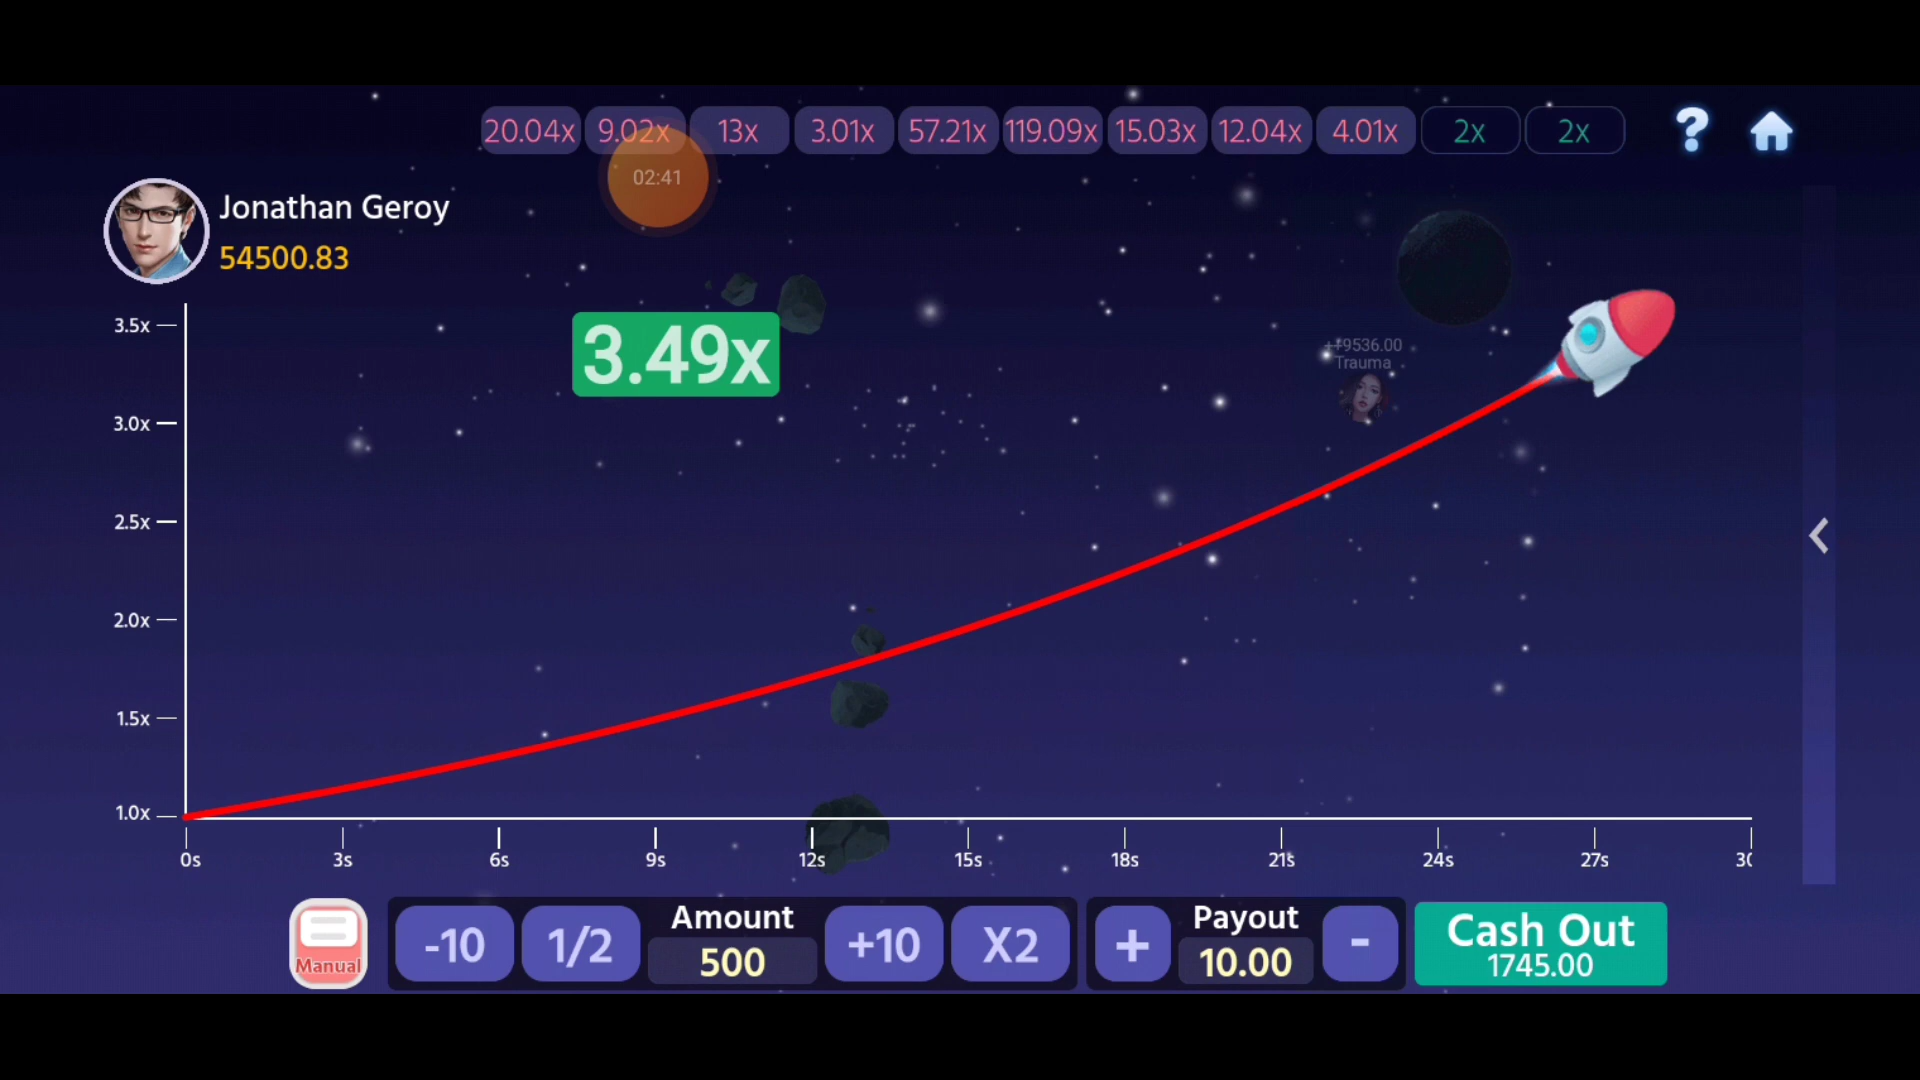 20.04x 9.02x 13x 3.01x 57.21x 119.09x 15.03x 12.04x 4.01x 2x 2x ?
02:41
Jonathan Geroy
54500.83
3.49x
Trauma
3.5x
3.0x
2.5x
2.0x
1.5x
1.0x
0s 3s 6s 9s 12s 15s 18s 21s 24s 27s
Manual
-10 1/2 Amount 500 +10 X2
+ Payout 10.00 -
Cash Out
1745.00